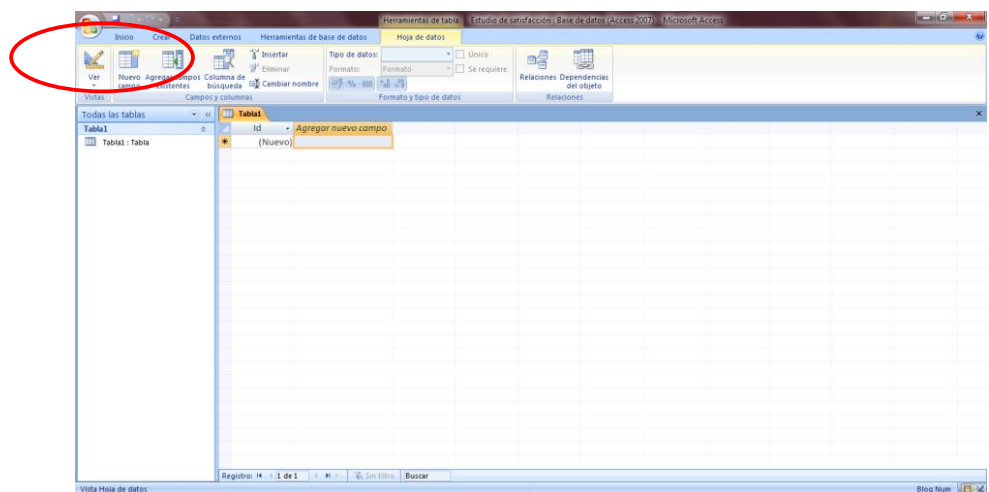 Herramientas de tabla Estudio de satisfacción : Base de datos (Access 2007) - Microsoft Access
Inicio Crear Datos externos Herramientas de base de datos Hoja de datos
Ver
Nuevo campo
Agregar campos existentes
Columna de búsqueda
Insertar
Eliminar
Cambiar nombre
Tipo de datos:
Formato: Formato
% 000
Único
Se requiere
Relaciones
Dependencias del objeto
Vistas Campos y columnas Formato y tipo de datos Relaciones
Todas las tablas
Tabla1
Tabla1 : Tabla
Tabla1
Id Agregar nuevo campo
(Nuevo)
Registro: 1 de 1 Sin filtro Buscar
Vista Hoja de datos Bloq Num